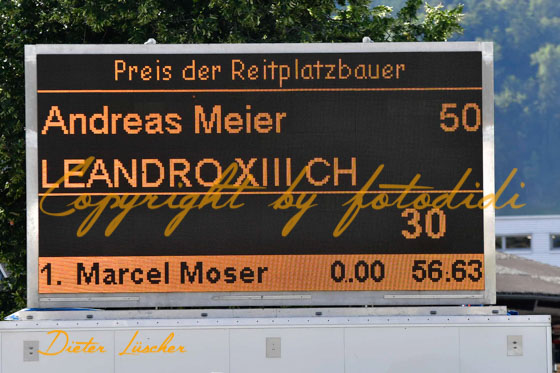 Preis der Reitplatzbauer
Andreas Meier 50
LEANDRO XIII CH
Copyright by fotodidi
30
1. Marcel Moser 0.00 56.63
Dieter Lüscher